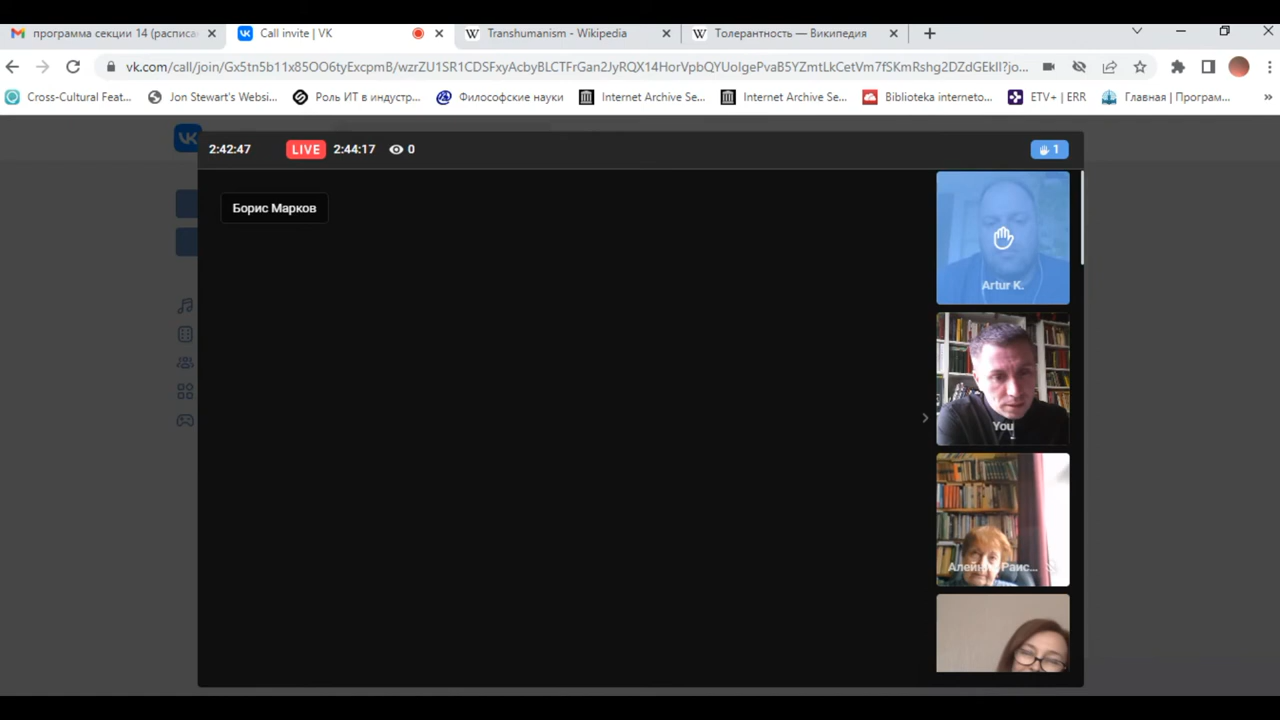 программа секции 14 (расписа
Call invite | VK
Transhumanism - Wikipedia
Толерантность — Википедия
vk.com/call/join/Gx5tn5b11x85OO6tyExcpmB/wzrZU1SR1CDSFxyAcbyBLCTFrGan2JyRQX14HorVpbQYUoIgePvaB5YZmtLkCetVm7fSKmRshg2DZdGEkII?jo...
Cross-Cultural Feat...
Jon Stewart's Websi...
Роль ИТ в индустр...
Философские науки
Internet Archive Se...
Internet Archive Se...
Biblioteka interneto...
ETV+ | ERR
Главная | Програм...
»
2:42:47
LIVE
2:44:17
0
1
Борис Марков
Artur K.
You